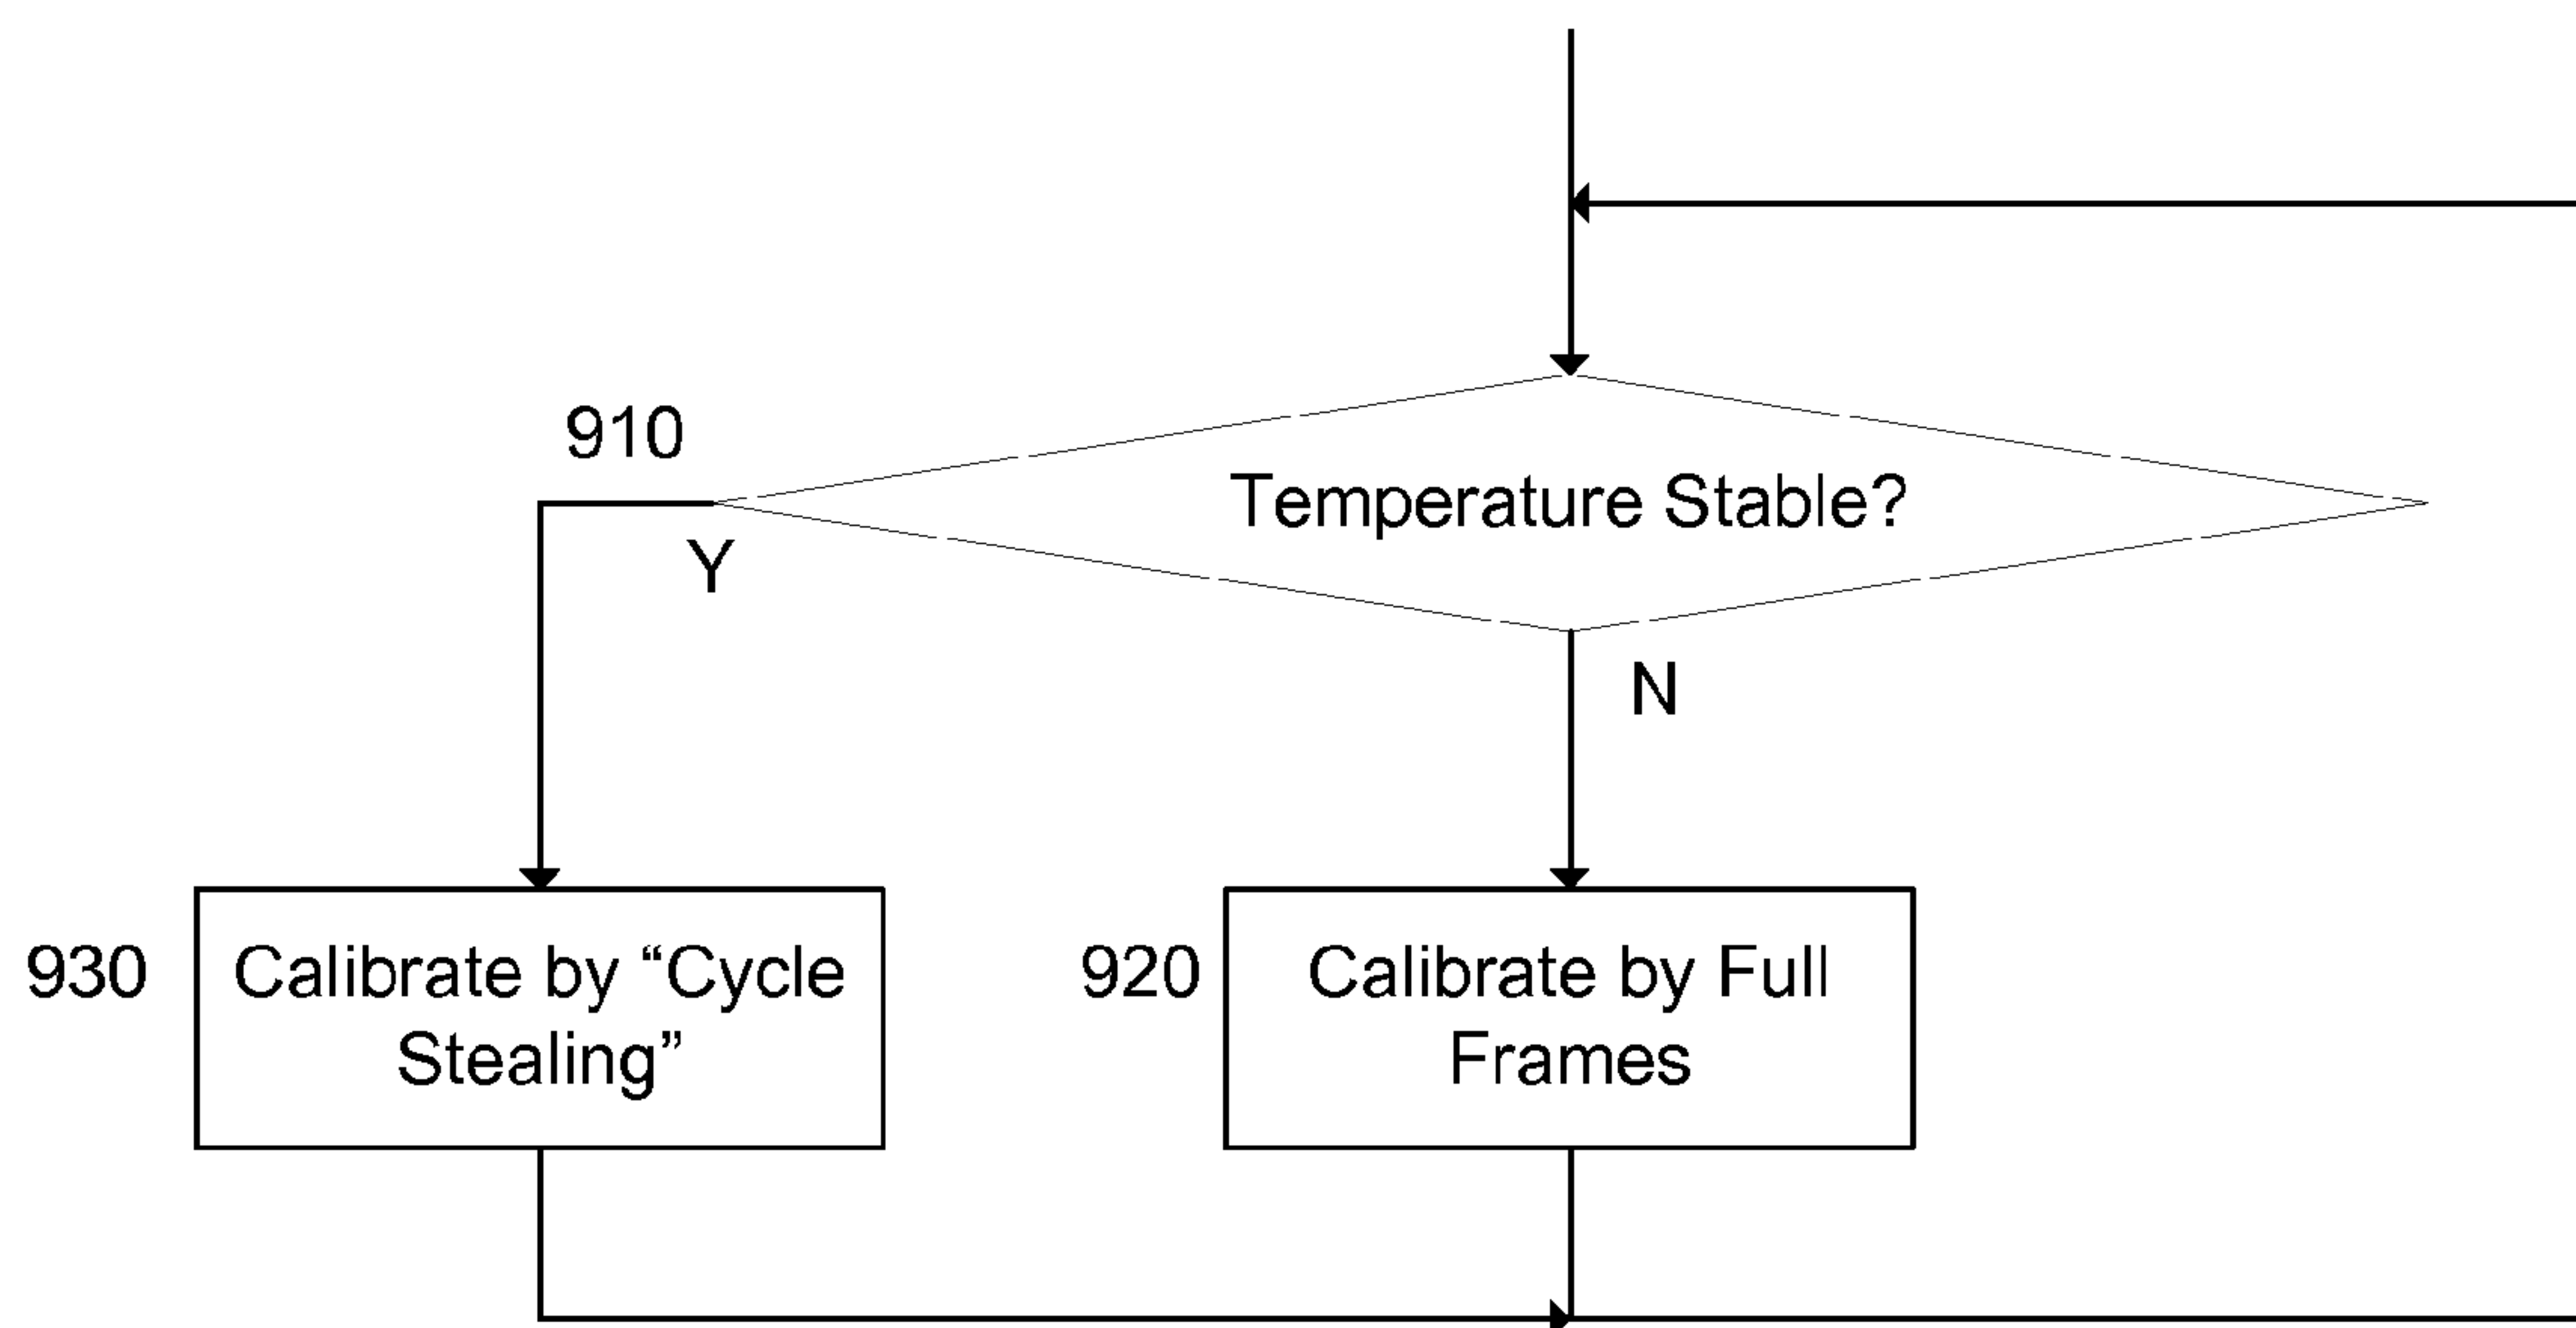 910
Temperature Stable?
Y
N
930
Calibrate by “Cycle
Stealing”
920
Calibrate by Full
Frames